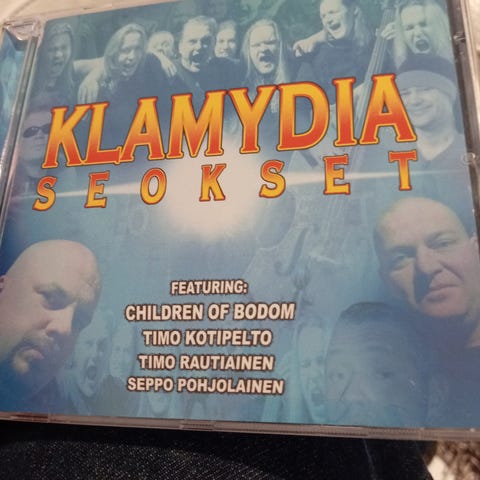 KLAMYDIA
SEOKSET
FEATURING:
CHILDREN OF BODOM
TIMO KOTIPELTO
TIMO RAUTIAINEN
SEPPO POHJOLAINEN